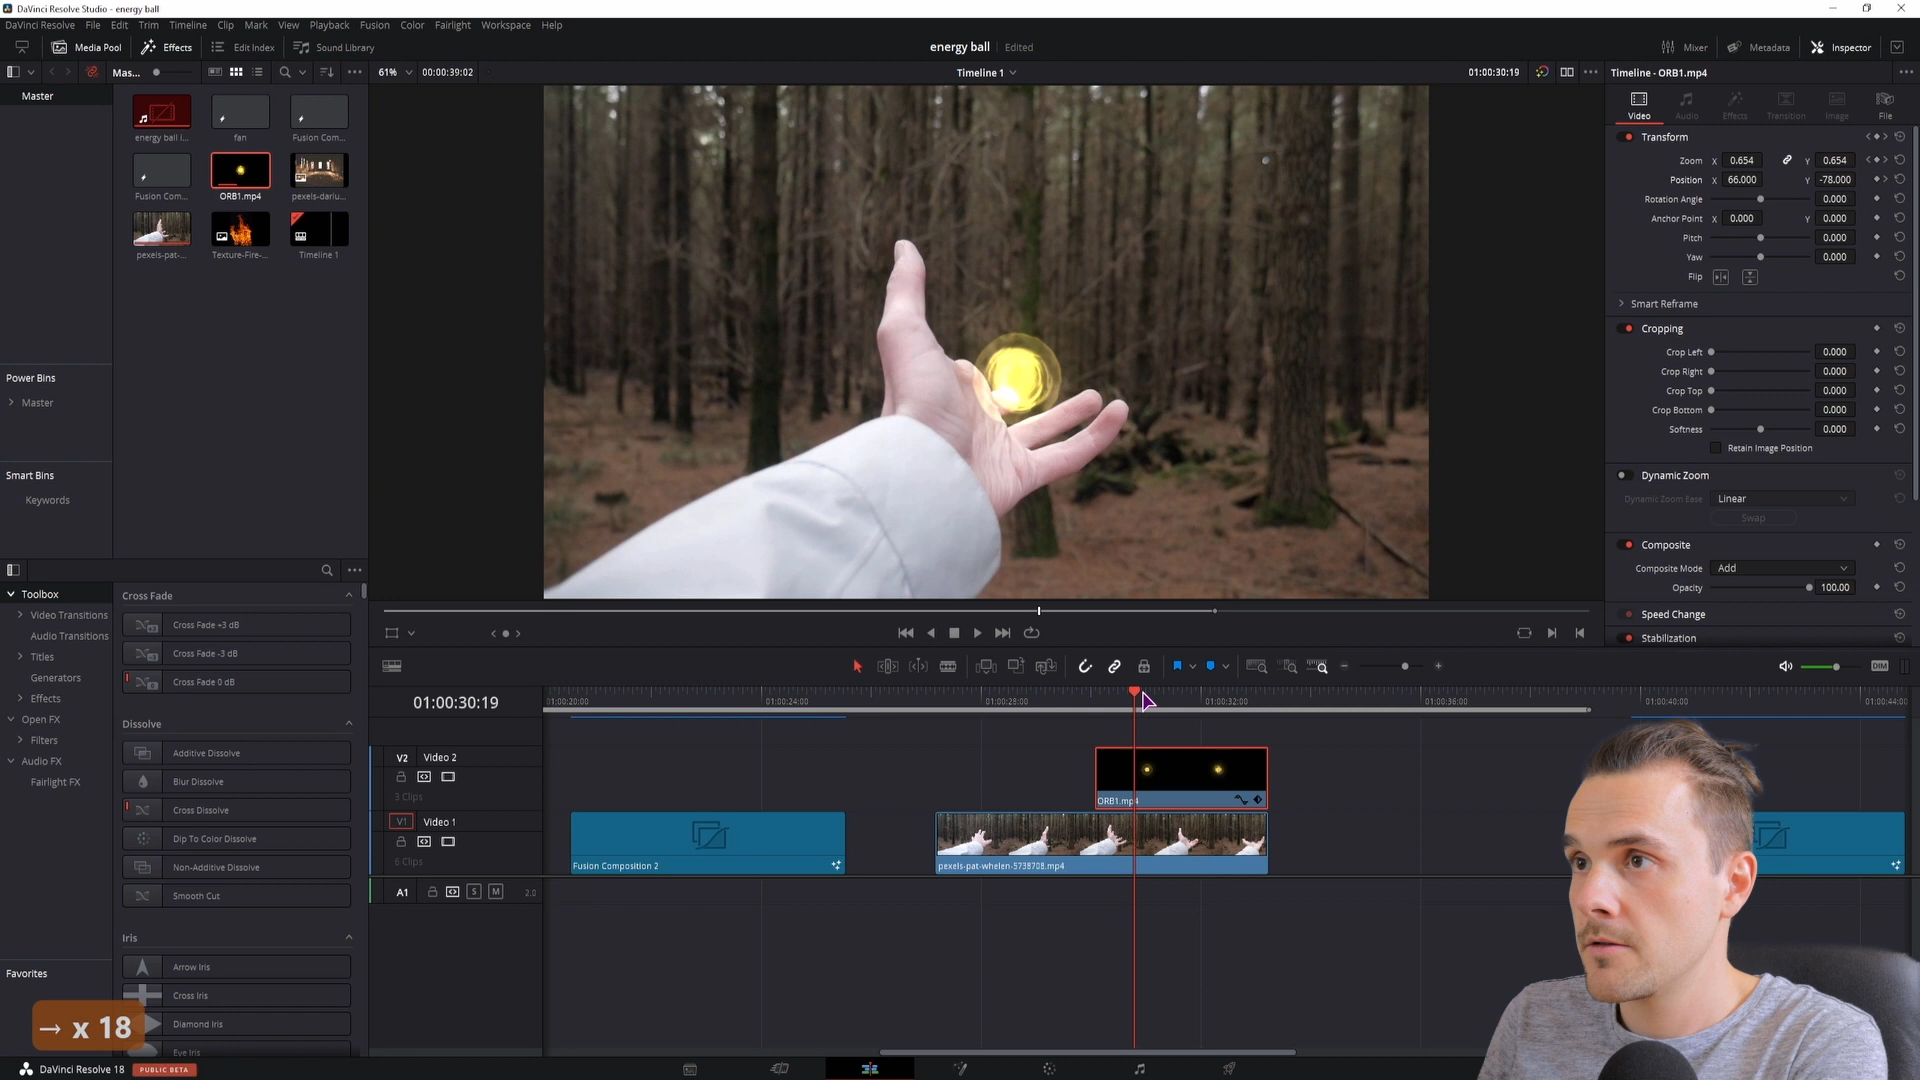 DaVinci Resolve Studio - energy ball
DaVinci Resolve File Edit Trim Timeline Clip Mark View Playback Fusion Color Fairlight Workspace Help
Media Pool Effects Edit Index Sound Library
energy ball Edited
Mixer Metadata Inspector
Mas...
61% 00:00:39:02
Timeline 1
01:00:30:19
Timeline - ORB1.mp4
Master
energy ball i...
fan
Fusion Com...
Fusion Com...
ORB1.mp4
pexels-dariu...
pexels-pat-...
Texture-Fire-...
Timeline 1
Power Bins
Master
Smart Bins
Keywords
Video Audio Effects Transition Image File
Transform
Zoom X 0.654 Y 0.654
Position X 66.000 Y -78.000
Rotation Angle 0.000
Anchor Point X 0.000 Y 0.000
Pitch 0.000
Yaw 0.000
Flip
Smart Reframe
Cropping
Crop Left 0.000
Crop Right 0.000
Crop Top 0.000
Crop Bottom 0.000
Softness 0.000
Retain Image Position
Dynamic Zoom
Dynamic Zoom Ease Linear
Swap
Composite
Composite Mode Add
Opacity 100.00
Speed Change
Stabilization
Toolbox
Video Transitions
Audio Transitions
Titles
Generators
Effects
Open FX
Filters
Audio FX
Fairlight FX
Favorites
Cross Fade
Cross Fade +3 dB
Cross Fade -3 dB
Cross Fade 0 dB
Dissolve
Additive Dissolve
Blur Dissolve
Cross Dissolve
Dip To Color Dissolve
Non-Additive Dissolve
Smooth Cut
Iris
Arrow Iris
Cross Iris
Diamond Iris
Eye Iris
DIM
01:00:30:19
01:00:20:00 01:00:24:00 01:00:28:00 01:00:32:00 01:00:36:00 01:00:40:00 01:00:44:00
V2 Video 2
3 Clips
ORB1.mp4
V1 Video 1
6 Clips
Fusion Composition 2
pexels-pat-whelen-5738708.mp4
A1 S M 2.0
→ x 18
DaVinci Resolve 18 PUBLIC BETA